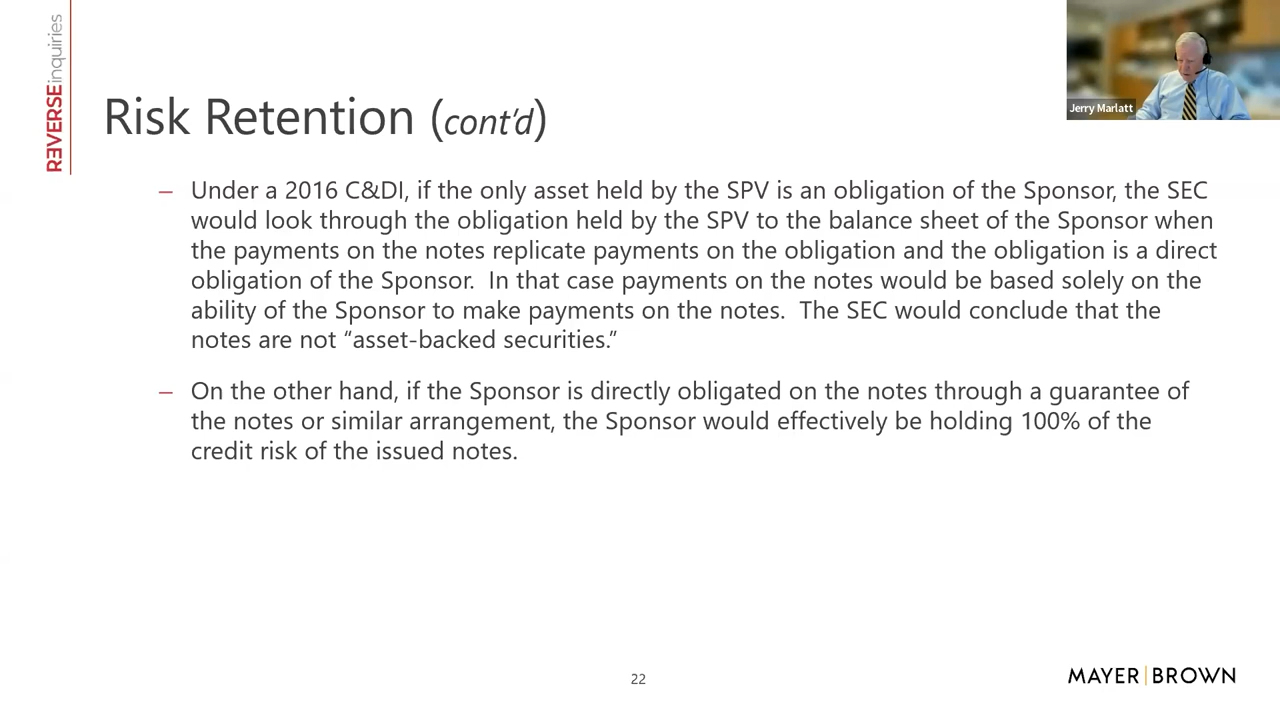 REVERSEinquiries
Jerry Marlatt
Risk Retention (cont'd)
– Under a 2016 C&DI, if the only asset held by the SPV is an obligation of the Sponsor, the SEC
would look through the obligation held by the SPV to the balance sheet of the Sponsor when
the payments on the notes replicate payments on the obligation and the obligation is a direct
obligation of the Sponsor.  In that case payments on the notes would be based solely on the
ability of the Sponsor to make payments on the notes.  The SEC would conclude that the
notes are not “asset-backed securities.”
– On the other hand, if the Sponsor is directly obligated on the notes through a guarantee of
the notes or similar arrangement, the Sponsor would effectively be holding 100% of the
credit risk of the issued notes.
22
MAYER|BROWN